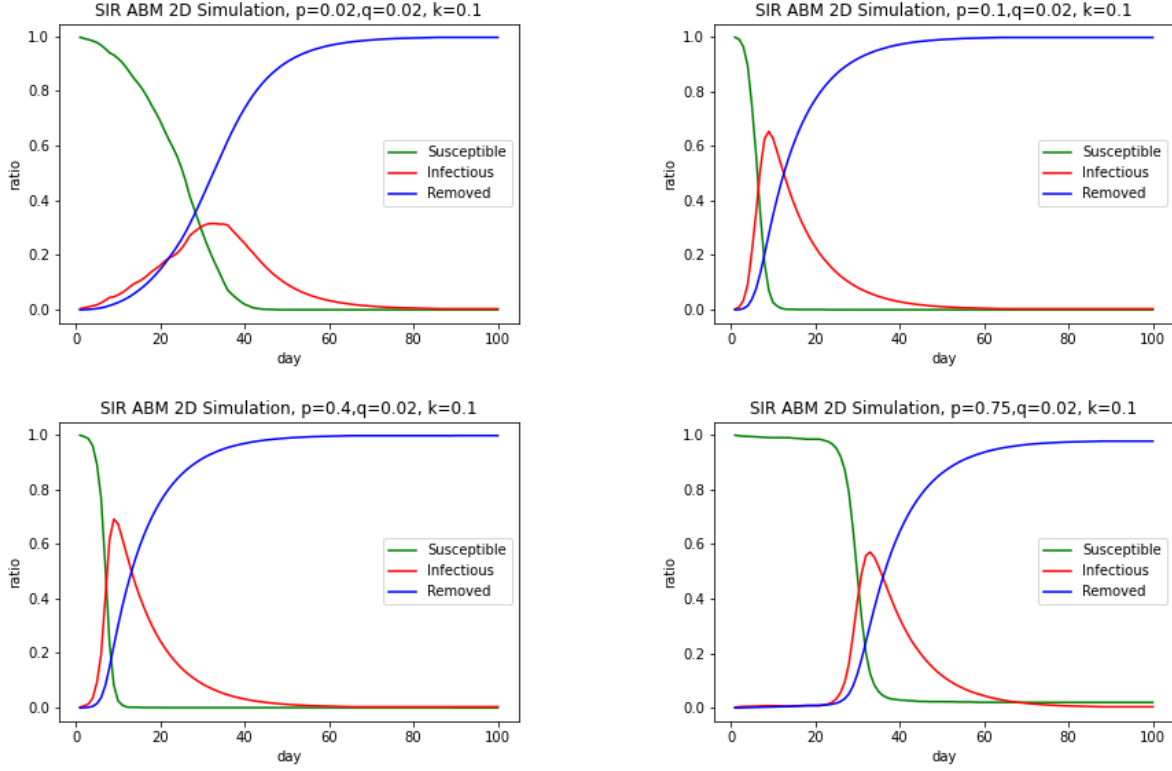 SIR ABM 2D Simulation, p=0.02,q=0.02, k=0.1
1.0
0.8
0.6
0.4
0.2
0.0
ratio
Susceptible
Infectious
Removed
0 20 40 60 80 100
day
SIR ABM 2D Simulation, p=0.1,q=0.02, k=0.1
1.0
0.8
0.6
0.4
0.2
0.0
ratio
Susceptible
Infectious
Removed
0 20 40 60 80 100
day
SIR ABM 2D Simulation, p=0.4,q=0.02, k=0.1
1.0
0.8
0.6
0.4
0.2
0.0
ratio
Susceptible
Infectious
Removed
0 20 40 60 80 100
day
SIR ABM 2D Simulation, p=0.75,q=0.02, k=0.1
1.0
0.8
0.6
0.4
0.2
0.0
ratio
Susceptible
Infectious
Removed
0 20 40 60 80 100
day